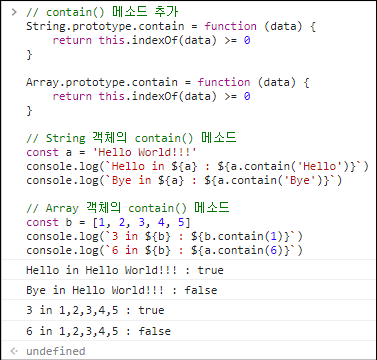 // contain() 메소드 추가
String.prototype.contain = function (data) {
    return this.indexOf(data) >= 0
}

Array.prototype.contain = function (data) {
    return this.indexOf(data) >= 0
}

// String 객체의 contain() 메소드
const a = 'Hello World!!!'
console.log(`Hello in ${a} : ${a.contain('Hello')}`)
console.log(`Bye in ${a} : ${a.contain('Bye')}`)

// Array 객체의 contain() 메소드
const b = [1, 2, 3, 4, 5]
console.log(`3 in ${b} : ${b.contain(1)}`)
console.log(`6 in ${b} : ${a.contain(6)}`)
Hello in Hello World!!! : true
Bye in Hello World!!! : false
3 in 1,2,3,4,5 : true
6 in 1,2,3,4,5 : false
undefined